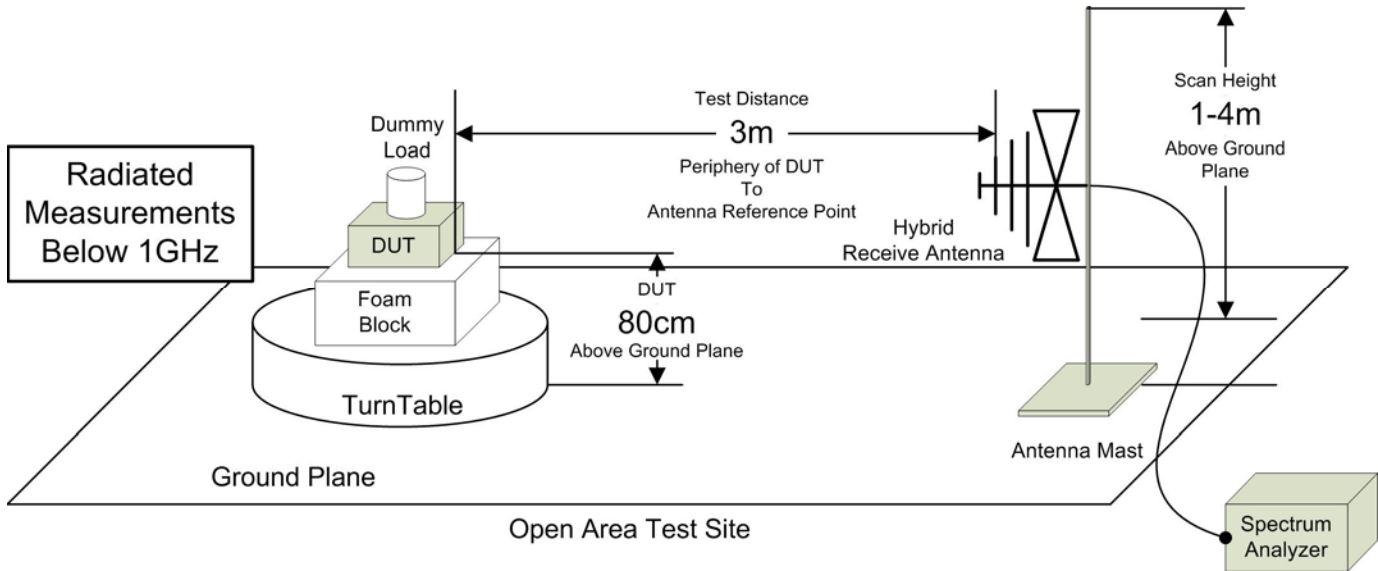 Radiated
Measurements
Below 1GHz
Dummy
Load
DUT
Foam
Block
TurnTable
Test Distance
3m
Periphery of DUT
To
Antenna Reference Point
DUT
80cm
Above Ground Plane
Hybrid
Receive Antenna
Scan Height
1-4m
Above Ground
Plane
Antenna Mast
Ground Plane
Open Area Test Site
Spectrum
Analyzer